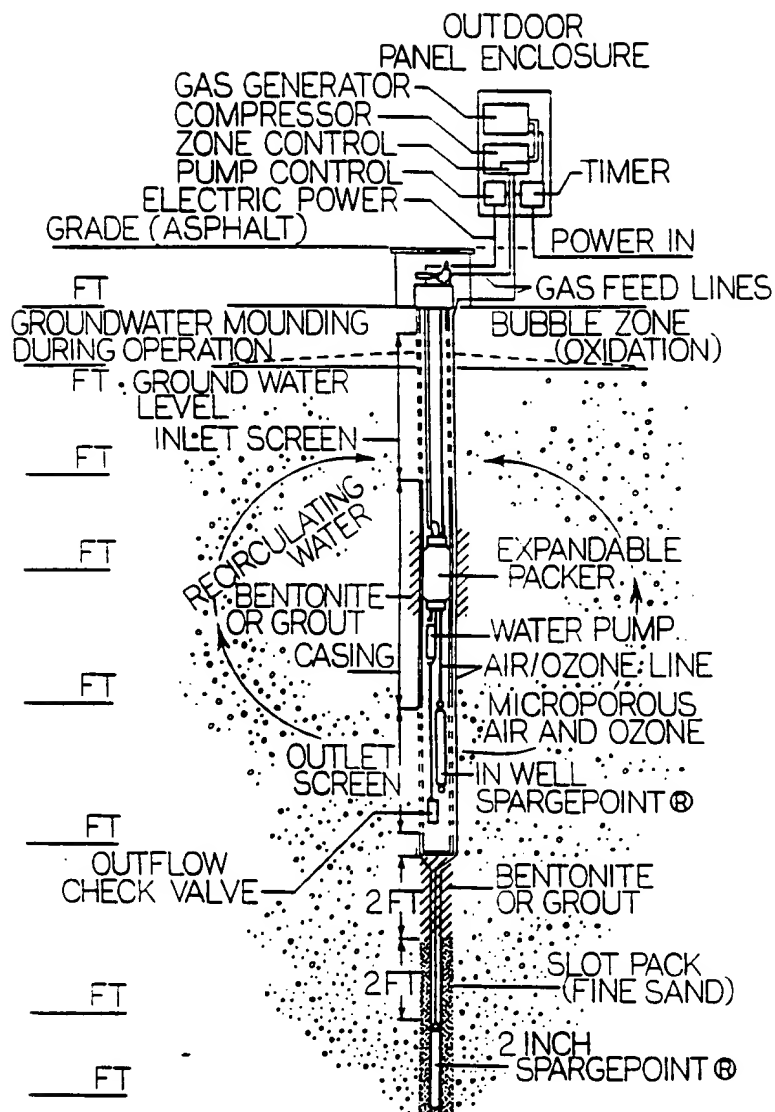 OUTDOOR
PANEL ENCLOSURE
GAS GENERATOR
COMPRESSOR
ZONE CONTROL
PUMP CONTROL
TIMER
ELECTRIC POWER
GRADE (ASPHALT)
POWER IN
GAS FEED LINES
FT
GROUNDWATER MOUNDING
DURING OPERATION
BUBBLE ZONE
(OXIDATION)
FT
GROUND WATER
LEVEL
INLET SCREEN
FT
RECIRCULATING
WATER
FT
EXPANDABLE
PACKER
BENTONITE
OR GROUT
WATER PUMP
CASING
AIR/OZONE LINE
FT
MICROPOROUS
AIR AND OZONE
OUTLET
SCREEN
IN WELL
SPARGEPOINT®
FT
OUTFLOW
CHECK VALVE
2 FT
BENTONITE
OR GROUT
2 FT
SLOT PACK
(FINE SAND)
FT
2 INCH
SPARGEPOINT®
FT